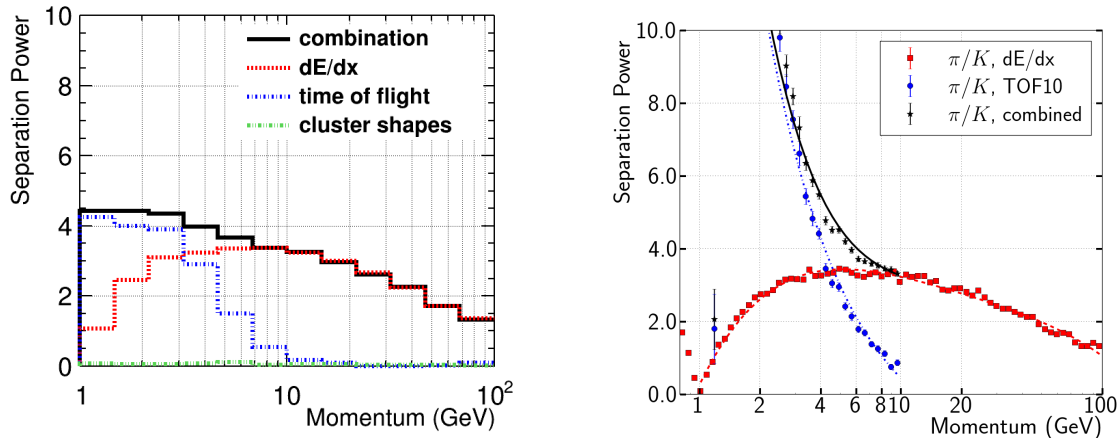 10
8
6
4
2
0
Separation Power
combination
dE/dx
time of flight
cluster shapes
1 10 10²
Momentum (GeV)
10.0
8.0
6.0
4.0
2.0
0.0
Separation Power
π/K, dE/dx
π/K, TOF10
π/K, combined
1 2 4 6 8 10 20 100
Momentum (GeV)